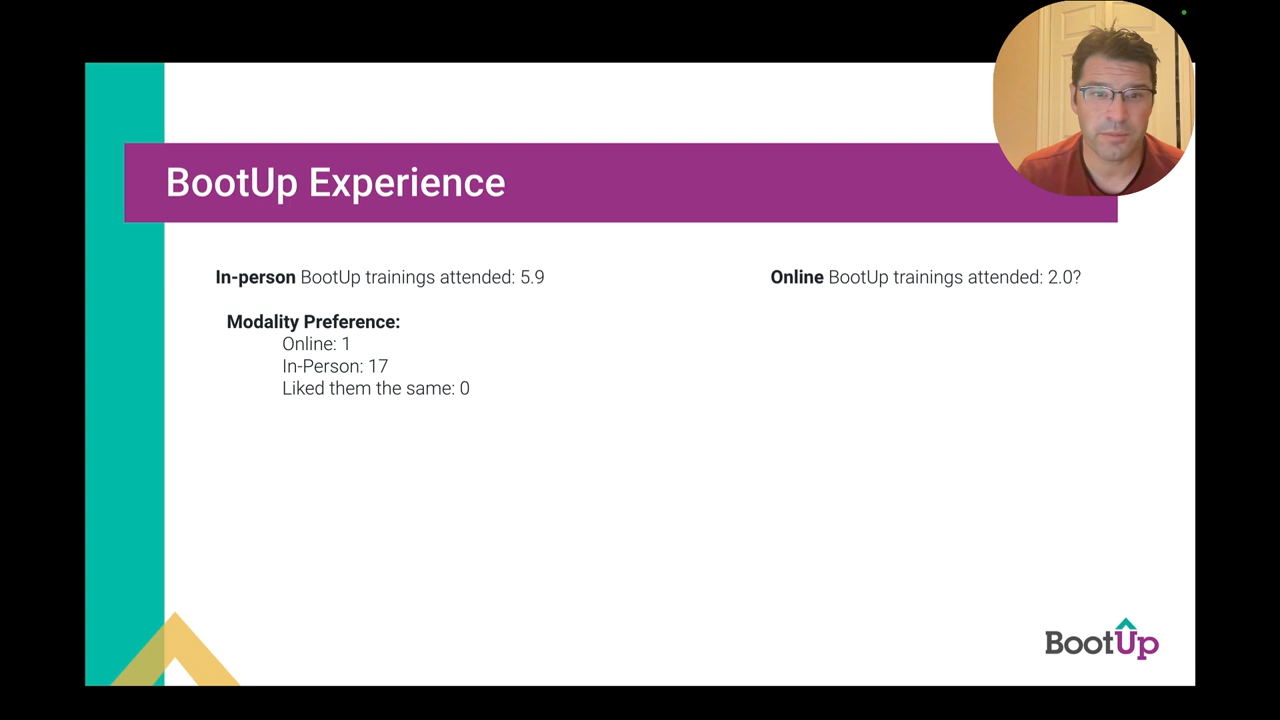 BootUp Experience
In-person BootUp trainings attended: 5.9
Online BootUp trainings attended: 2.0?
Modality Preference:
Online: 1
In-Person: 17
Liked them the same: 0
BootUp